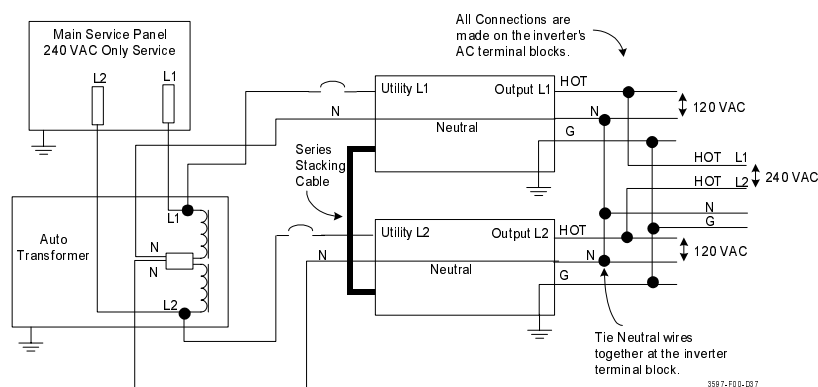 All Connections are
made on the inverter's
AC terminal blocks.
Main Service Panel
240 VAC Only Service
L2
L1
Utility L1
Output L1
HOT
N
Neutral
N
120 VAC
G
Series
Stacking
Cable
HOT
L1
HOT
L2
240 VAC
N
G
L1
Auto
Transformer
N
N
L2
Utility L2
Output L2
HOT
N
Neutral
N
120 VAC
G
Tie Neutral wires
together at the inverter
terminal block.
3597-F00-D37